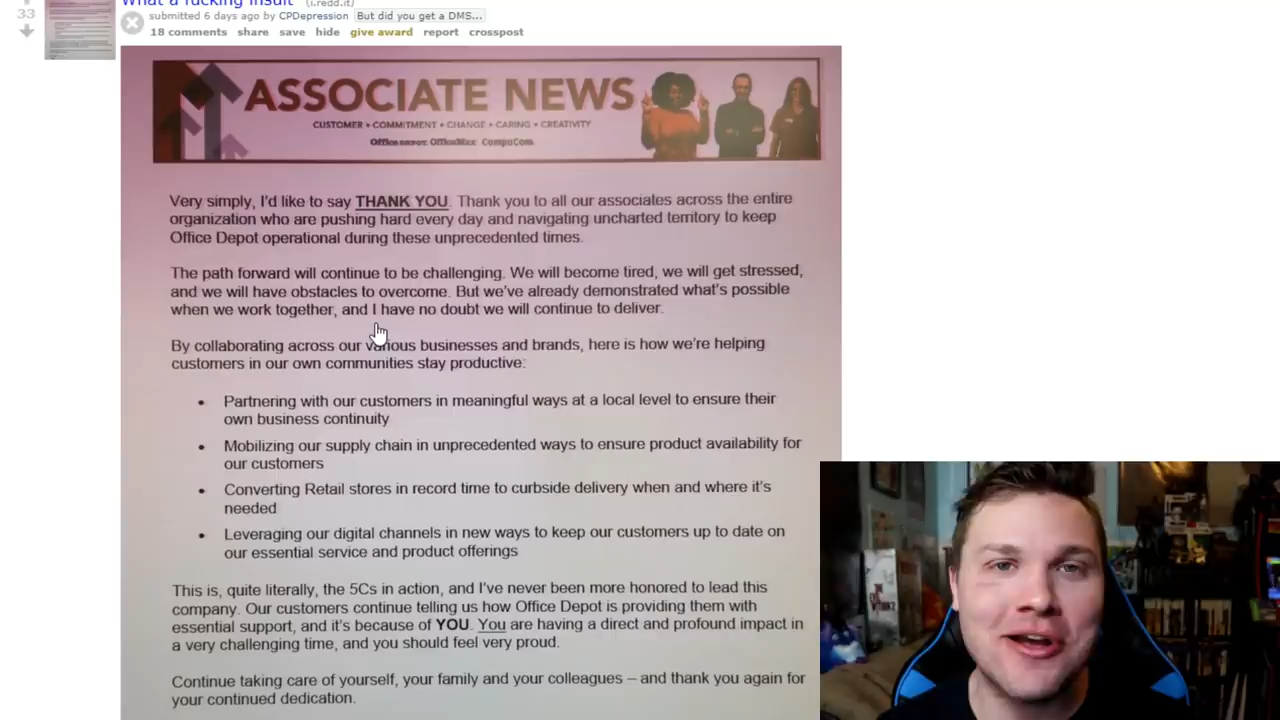 What a fucking insult (i.redd.it)
33
submitted 6 days ago by CPDepression But did you get a DMS...
18 comments share save hide give award report crosspost
ASSOCIATE NEWS
CUSTOMER • COMMITMENT • CHANGE • CARING • CREATIVITY
Office DEPOT OfficeMax CompuCom
Very simply, I'd like to say THANK YOU. Thank you to all our associates across the entire
organization who are pushing hard every day and navigating uncharted territory to keep
Office Depot operational during these unprecedented times.
The path forward will continue to be challenging. We will become tired, we will get stressed,
and we will have obstacles to overcome. But we've already demonstrated what's possible
when we work together, and I have no doubt we will continue to deliver.
By collaborating across our various businesses and brands, here is how we're helping
customers in our own communities stay productive:
• Partnering with our customers in meaningful ways at a local level to ensure their
own business continuity
• Mobilizing our supply chain in unprecedented ways to ensure product availability for
our customers
• Converting Retail stores in record time to curbside delivery when and where it's
needed
• Leveraging our digital channels in new ways to keep our customers up to date on
our essential service and product offerings
This is, quite literally, the 5Cs in action, and I've never been more honored to lead this
company. Our customers continue telling us how Office Depot is providing them with
essential support, and it's because of YOU. You are having a direct and profound impact in
a very challenging time, and you should feel very proud.
Continue taking care of yourself, your family and your colleagues – and thank you again for
your continued dedication.